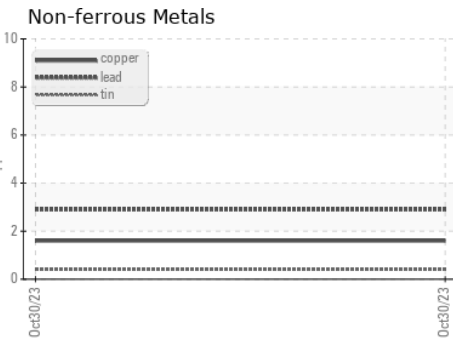 Non-ferrous Metals
10
8
6
4
2
0
copper
lead
tin
Oct30/23
Oct30/23